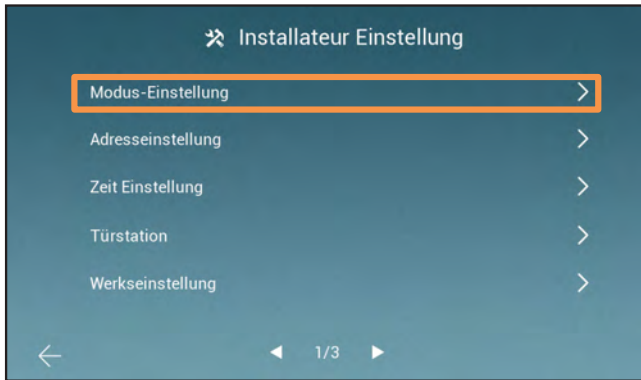 Installateur Einstellung
Modus-Einstellung
Adresseinstellung
Zeit Einstellung
Türstation
Werkseinstellung
1/3